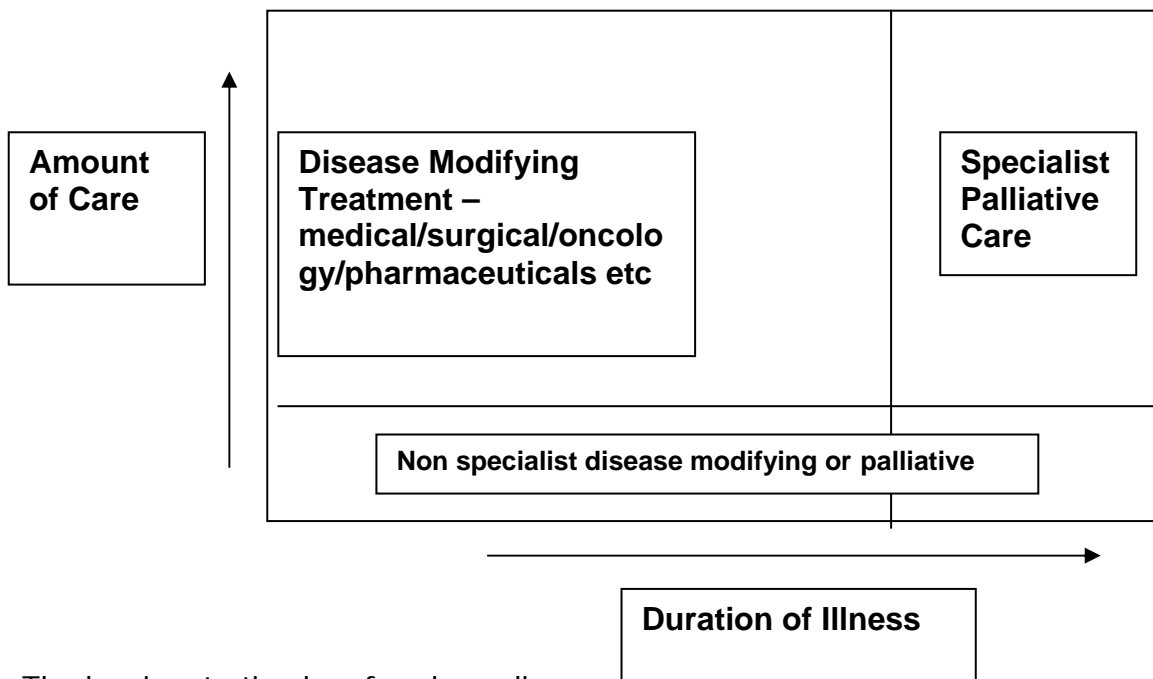 Amount
of Care
Disease Modifying
Treatment –
medical/surgical/oncolo
gy/pharmaceuticals etc
Specialist
Palliative
Care
Non specialist disease modifying or palliative
Duration of Illness